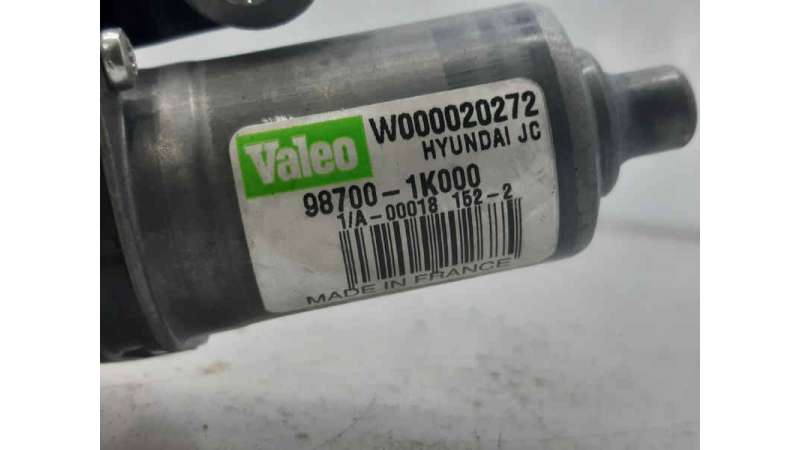 Valeo
W000020272
HYUNDAI JC
98700-1K000
1/A-00018 152-2
MADE IN FRANCE